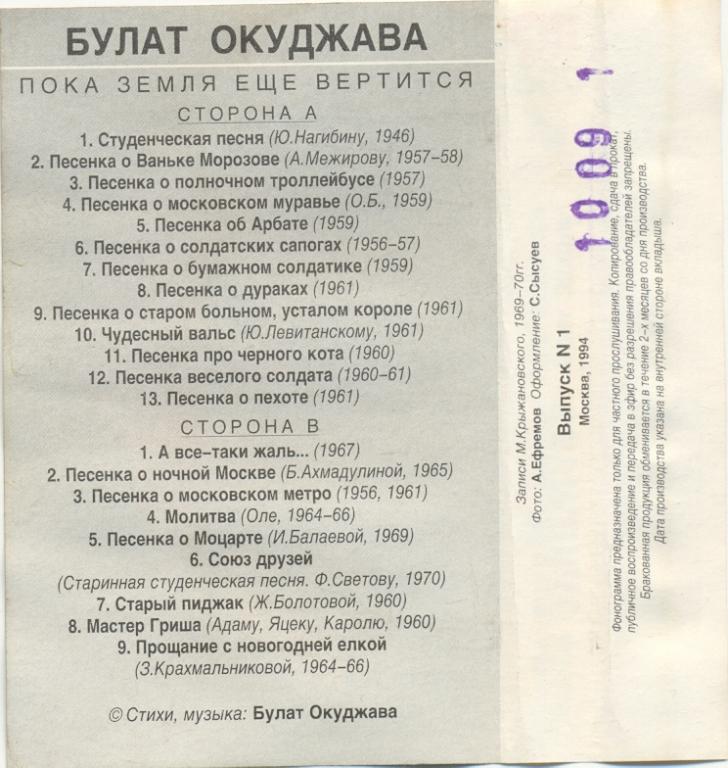 БУЛАТ ОКУДЖАВА
ПОКА ЗЕМЛЯ ЕЩЕ ВЕРТИТСЯ
СТОРОНА А
1. Студенческая песня (Ю.Нагибину, 1946)
2. Песенка о Ваньке Морозове (А.Межирову, 1957-58)
3. Песенка о полночном троллейбусе (1957)
4. Песенка о московском муравье (О.Б., 1959)
5. Песенка об Арбате (1959)
6. Песенка о солдатских сапогах (1956-57)
7. Песенка о бумажном солдатике (1959)
8. Песенка о дураках (1961)
9. Песенка о старом больном, усталом короле (1961)
10. Чудесный вальс (Ю.Левитанскому, 1961)
11. Песенка про черного кота (1960)
12. Песенка веселого солдата (1960-61)
13. Песенка о пехоте (1961)
СТОРОНА В
1. А все-таки жаль... (1967)
2. Песенка о ночной Москве (Б.Ахмадулиной, 1965)
3. Песенка о московском метро (1956, 1961)
4. Молитва (Оле, 1964-66)
5. Песенка о Моцарте (И.Балаевой, 1969)
6. Союз друзей
(Старинная студенческая песня. Ф.Светову, 1970)
7. Старый пиджак (Ж.Болотовой, 1960)
8. Мастер Гриша (Адаму, Яцеку, Каролю, 1960)
9. Прощание с новогодней елкой
(З.Крахмальниковой, 1964-66)
© Стихи, музыка: Булат Окуджава
Записи М.Крыжановского, 1969-70гг.
Фото: А.Ефремов Оформление: С.Сысуев
Выпуск N 1
Москва, 1994
10 09 1
Фонограмма предназначена только для частного прослушивания. Копирование, сдача в прокат,
публичное воспроизведение и передача в эфир без разрешения правообладателей запрещены.
Бракованная продукция обменивается в течение 2-х месяцев со дня производства.
Дата производства указана на внутренней стороне вкладыша.